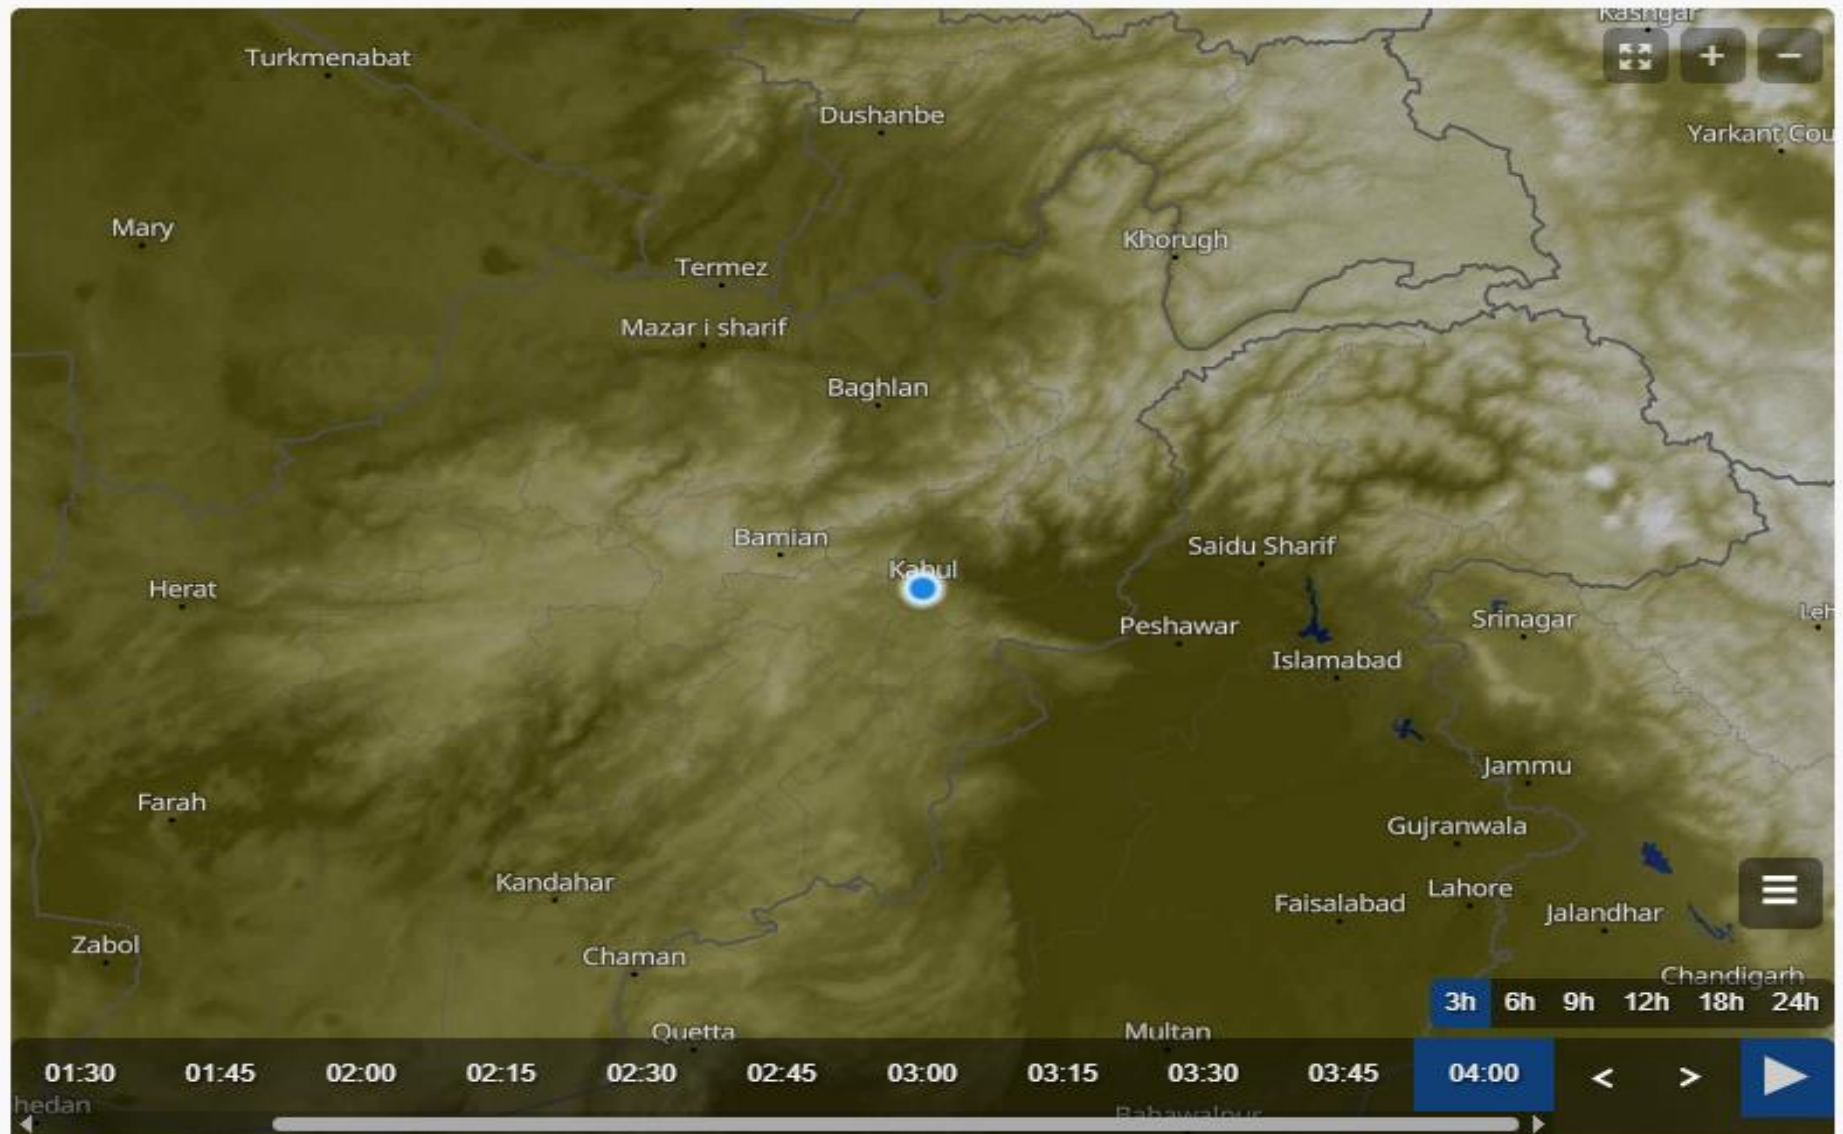 Kashgar
Turkmenabat
+ −
Dushanbe
Yarkant Cou
Mary
Khorugh
Termez
Mazar i sharif
Baghlan
Bamian
Saidu Sharif
Kabul
Herat
Leh
Srinagar
Peshawar
Islamabad
Jammu
Farah
Gujranwala
Kandahar
Lahore
Faisalabad
Jalandhar
Zabol
Chaman
Chandigarh
3h 6h 9h 12h 18h 24h
Quetta
Multan
01:30 01:45 02:00 02:15 02:30 02:45 03:00 03:15 03:30 03:45 04:00 < >
hedan
Bahawalpur